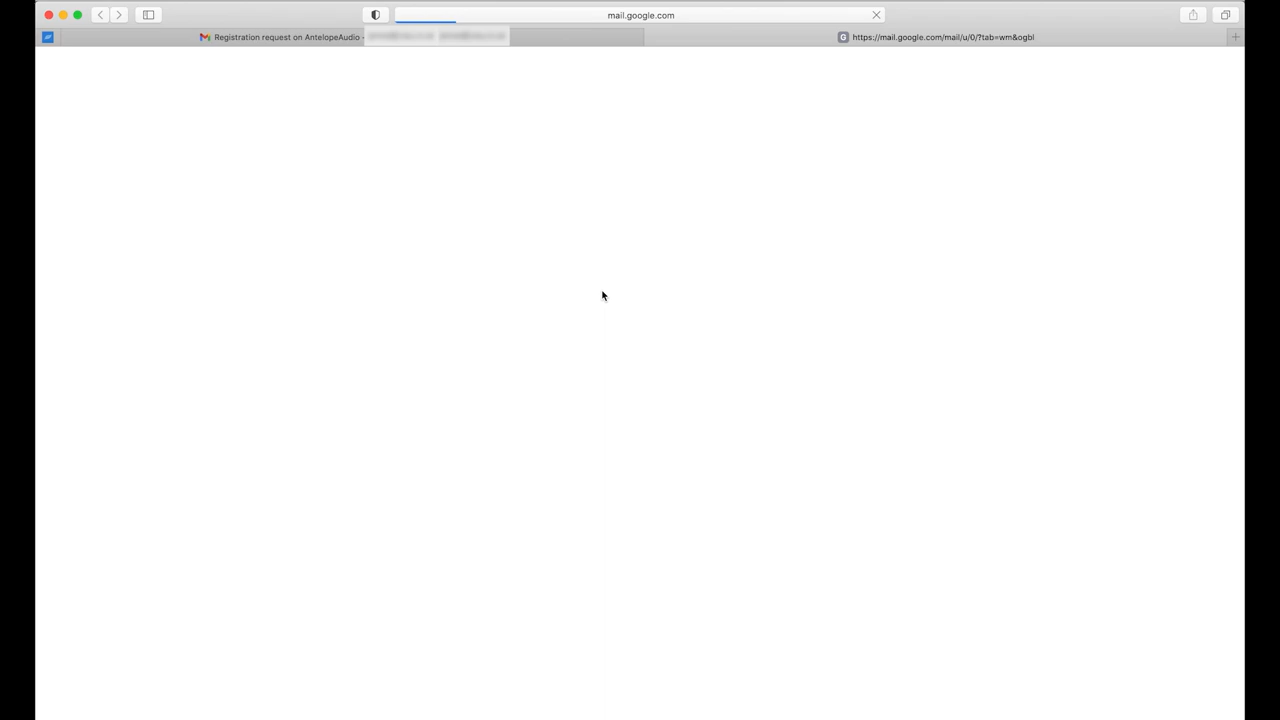 mail.google.com
Registration request on AntelopeAudio -
G https://mail.google.com/mail/u/0/?tab=wm&ogbl